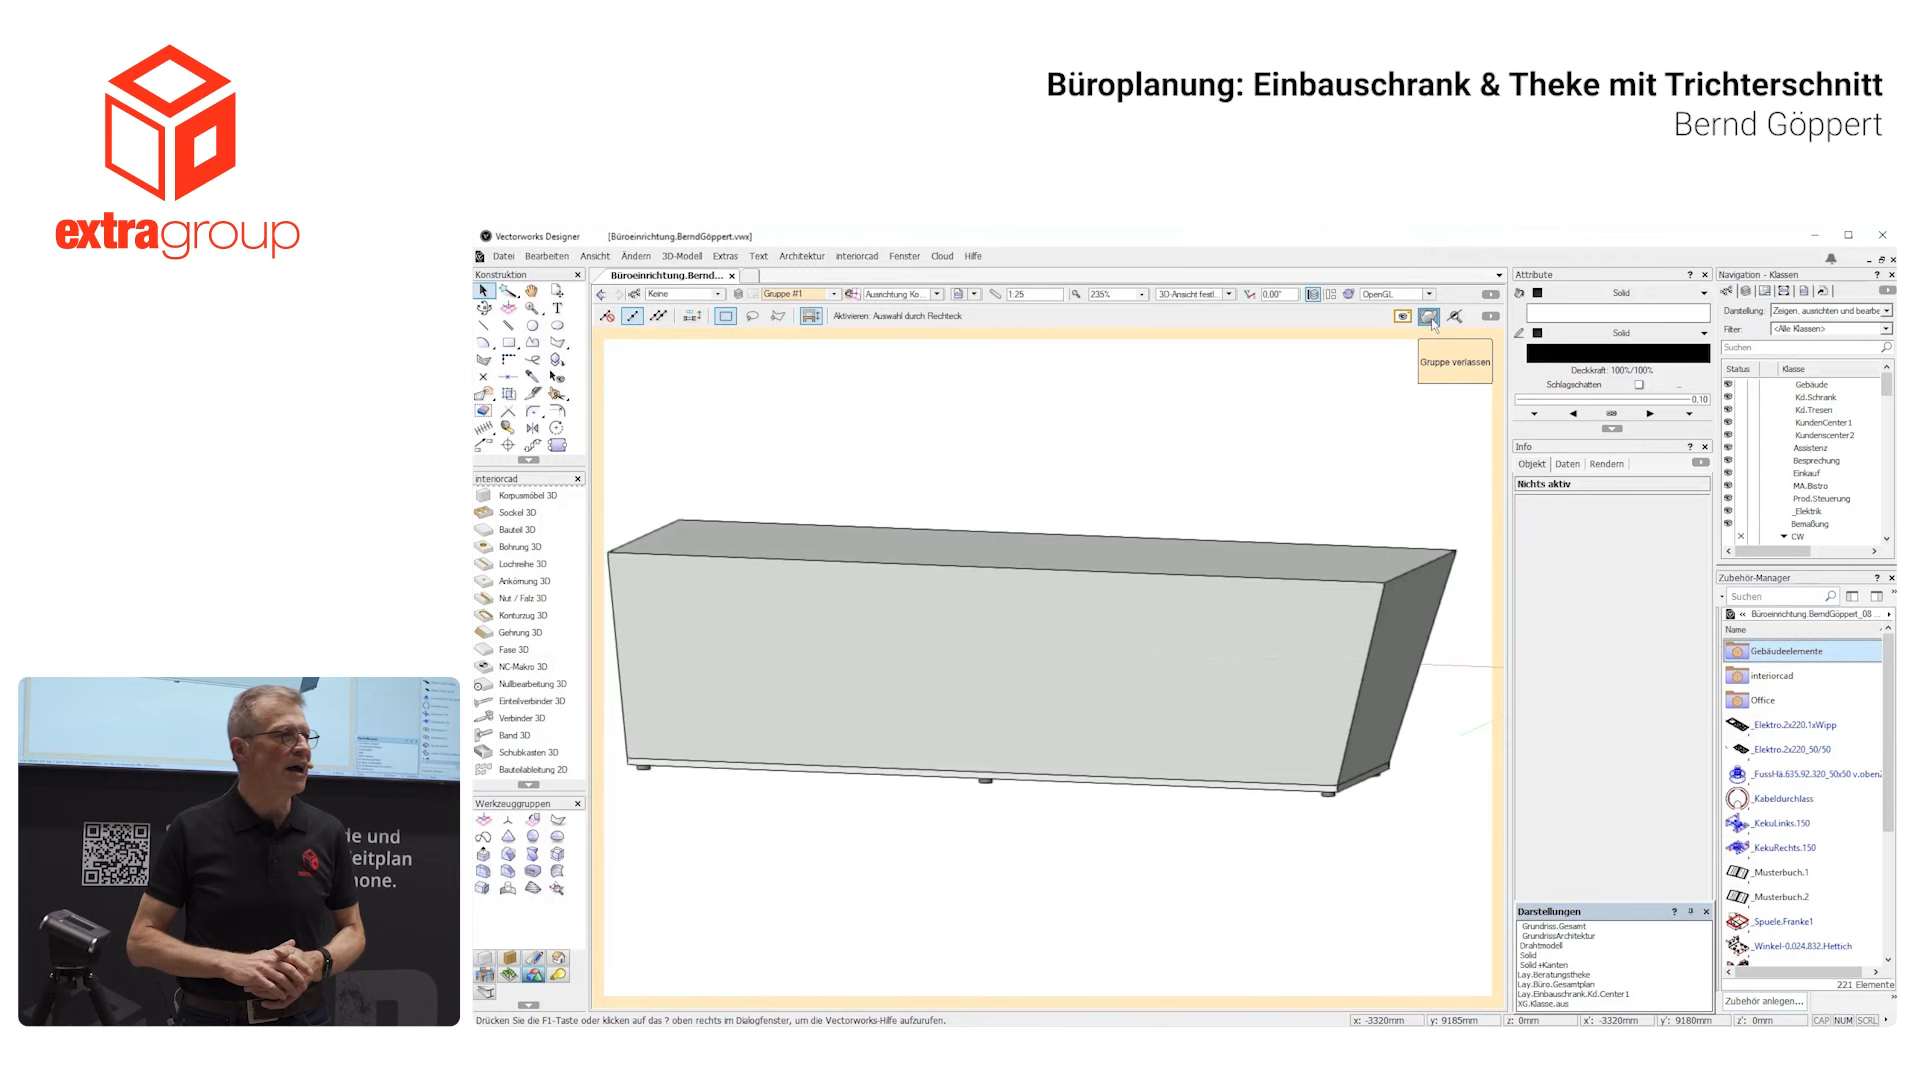 extragroup
Büroplanung: Einbauschrank & Theke mit Trichterschnitt
Bernd Göppert
Vectorworks Designer [Büroeinrichtung.BerndGöppert.vwx]
Datei Bearbeiten Ansicht Ändern 3D-Modell Extras Text Architektur interiorcad Fenster Cloud Hilfe
Konstruktion
Büroeinrichtung.Bernd...
Keine
Gruppe #1
Ausrichtung Ko...
1:25
235%
3D-Ansicht festl...
0,00°
OpenGL
Aktivieren: Auswahl durch Rechteck
Gruppe verlassen
interiorcad
Korpusmöbel 3D
Sockel 3D
Bauteil 3D
Bohrung 3D
Lochreihe 3D
Ankörnung 3D
Nut / Falz 3D
Konturzug 3D
Gehrung 3D
Fase 3D
NC-Makro 3D
Nullbearbeitung 3D
Einteilverbinder 3D
Verbinder 3D
Band 3D
Schubkasten 3D
Bauteilableitung 2D
Werkzeuggruppen
Attribute
Solid
Solid
Deckkraft: 100%/100%
Schlagschatten
0,10
Info
Objekt Daten Rendern
Nichts aktiv
Darstellungen
Grundriss.Gesamt
GrundrissArchitektur
Drahtmodell
Solid
Solid+Kanten
Lay.Beratungstheke
Lay.Büro.Gesamtplan
Lay.Einbauschrank.Kd.Center1
XG.Klasse.aus
Navigation - Klassen
Darstellung: Zeigen, ausrichten und bearbe
Filter: <Alle Klassen>
Suchen
Status Klasse
Gebäude
Kd.Schrank
Kd.Tresen
KundenCenter1
Kundenscenter2
Assistenz
Besprechung
Einkauf
MA.Bistro
Prod.Steuerung
_Elektrik
Bemaßung
CW
Zubehör-Manager
Suchen
Büroeinrichtung.BerndGöppert_08 ...
Name
Gebäudeelemente
interiorcad
Office
_Elektro.2x220.1xWipp
_Elektro.2x220_50/50
_FussHä.635.92.320_50x50 v.oben2
_Kabeldurchlass
_KekuLinks.150
_KekuRechts.150
_Musterbuch.1
_Musterbuch.2
_Spuele.Franke1
_Winkel-0.024.832.Hettich
221 Elemente
Zubehör anlegen...
Drücken Sie die F1-Taste oder klicken auf das ? oben rechts im Dialogfenster, um die Vectorworks-Hilfe aufzurufen.
x: -3320mm y: 9185mm z: 0mm x': -3320mm y': 9180mm z': 0mm CAP NUM SCRL
de und
eitplan
one.